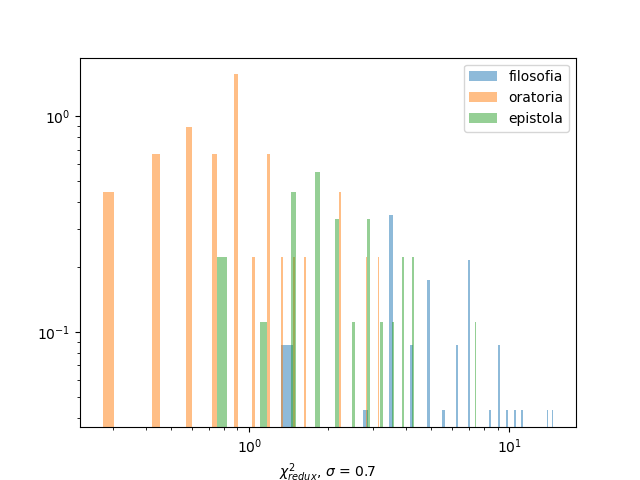 filosofia
oratoria
epistola
10⁰
10⁻¹
10⁰
10¹
χ²redux, σ = 0.7